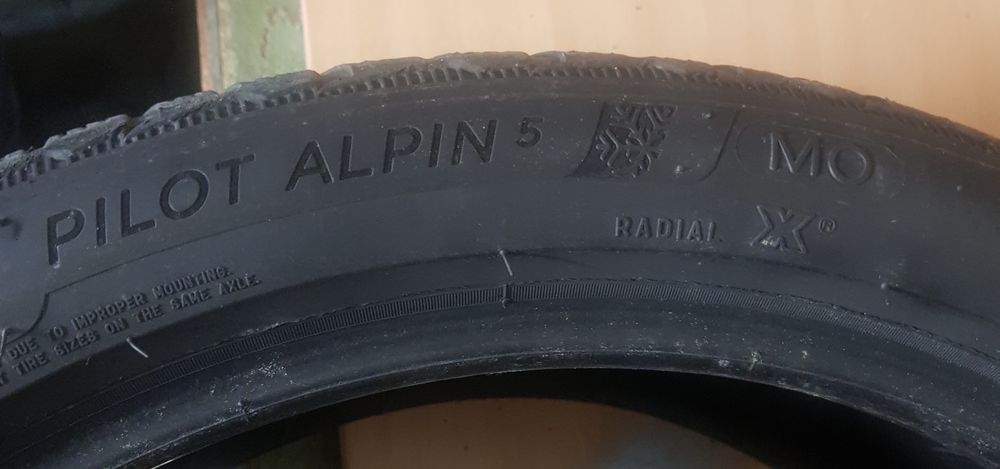 PILOT ALPIN 5
MO
RADIAL X®
DUE TO IMPROPER MOUNTING.
TIRE SIZES ON THE SAME AXLE.